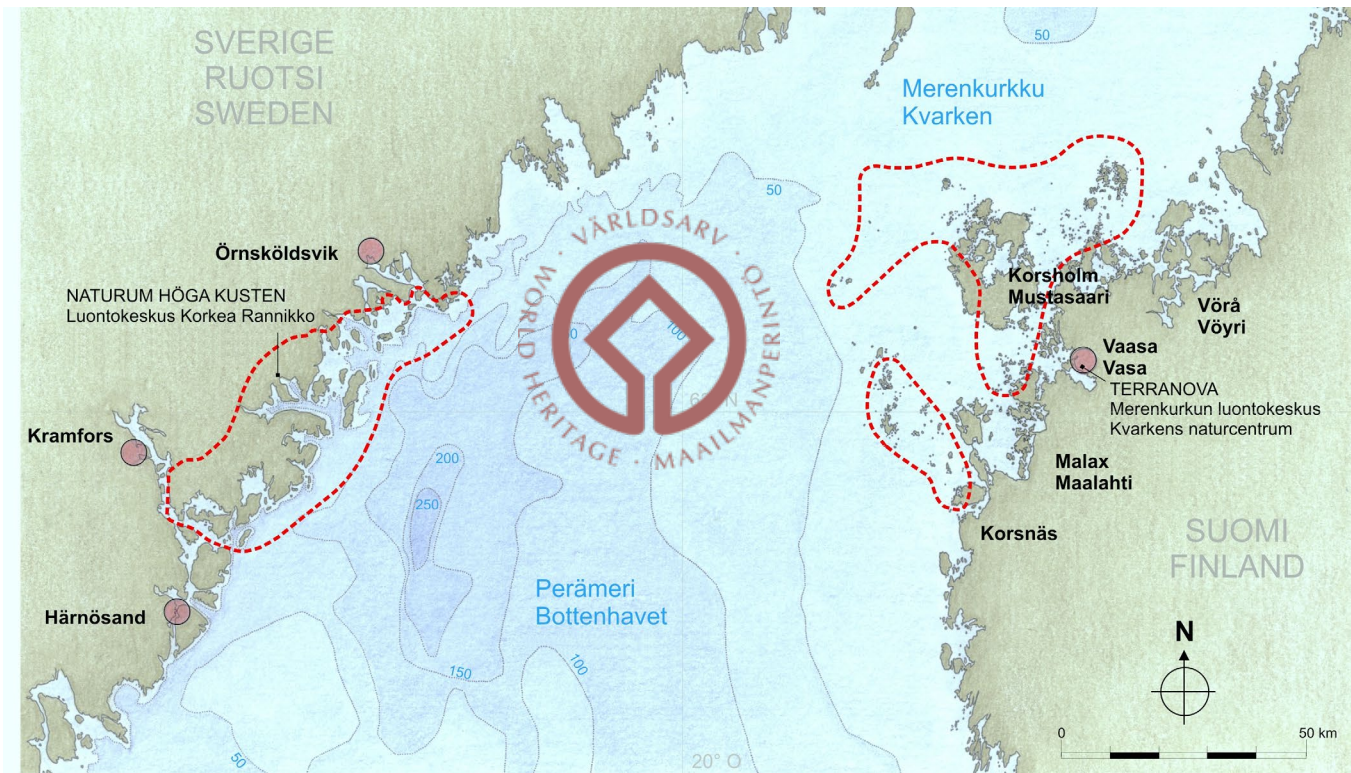 SVERIGE
RUOTSI
SWEDEN
50
Merenkurkku
Kvarken
50
VÄRLDSARV · WORLD HERITAGE · MAAILMANPERINTÖ ·
Örnsköldsvik
NATURUM HÖGA KUSTEN
Luontokeskus Korkea Rannikko
Korsholm
Mustasaari
Vörå
Vöyri
100
Vaasa
Vasa
TERRANOVA
Merenkurkun luontokeskus
Kvarkens naturcentrum
Kramfors
200
250
Malax
Maalahti
Korsnäs
SUOMI
FINLAND
Perämeri
Bottenhavet
Härnösand
N
150
100
50
0
50 km
20° O